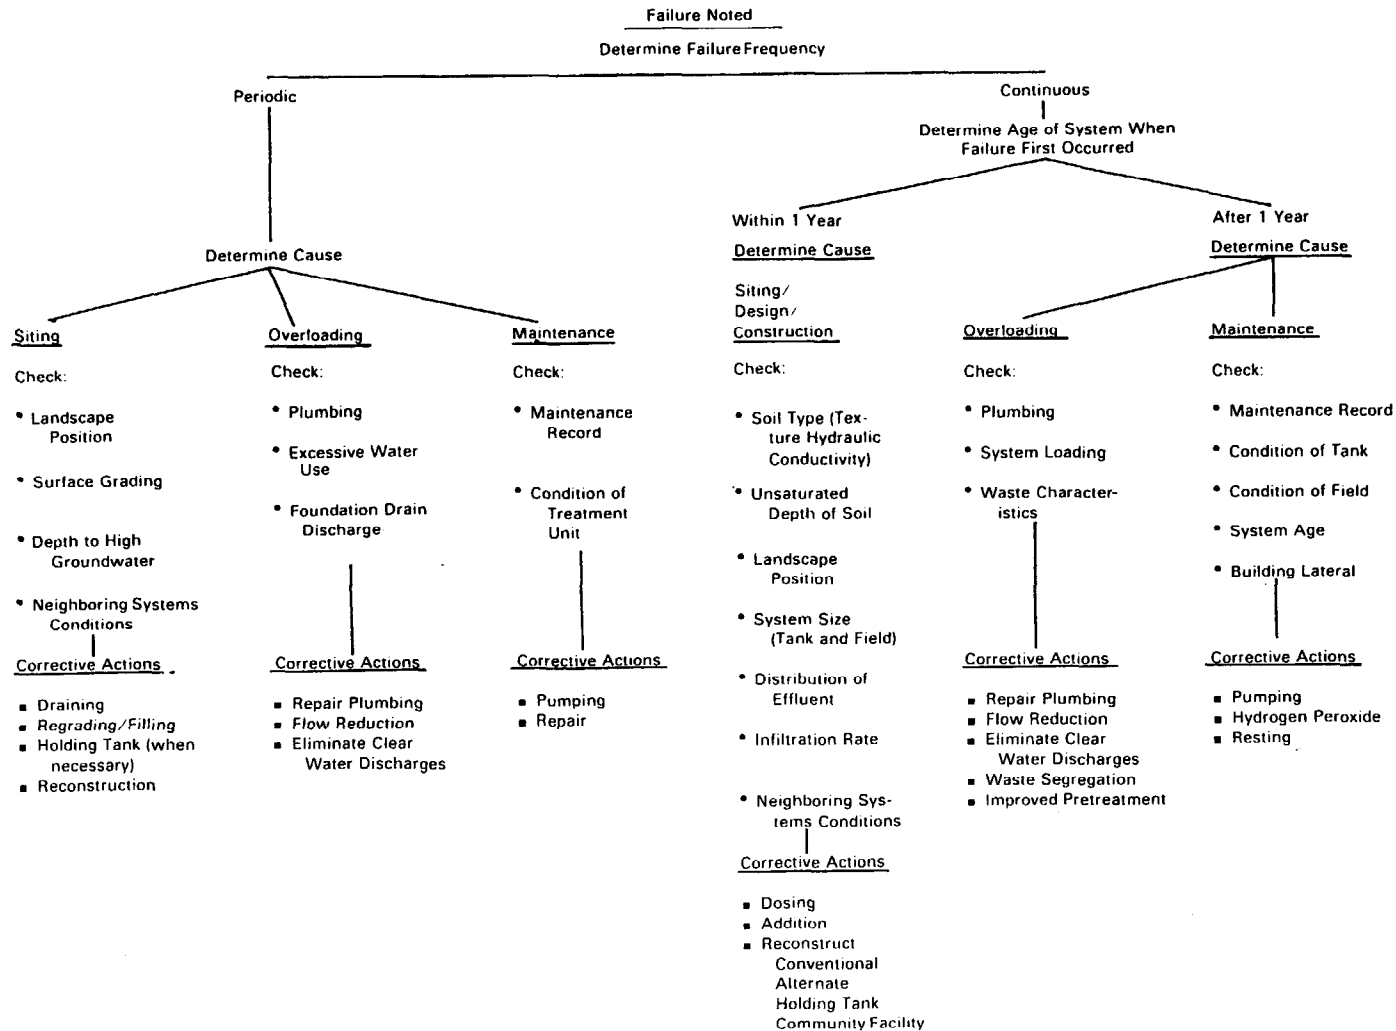 Failure Noted
Determine Failure Frequency
Periodic
Continuous
Determine Age of System When
Failure First Occurred
Within 1 Year
After 1 Year
Determine Cause
Determine Cause
Determine Cause
Siting
Check:
• Landscape
Position
• Surface Grading
• Depth to High
Groundwater
• Neighboring Systems
Conditions
Corrective Actions
■ Draining
■ Regrading/Filling
■ Holding Tank (when
necessary)
■ Reconstruction
Overloading
Check:
• Plumbing
• Excessive Water
Use
• Foundation Drain
Discharge
Corrective Actions
■ Repair Plumbing
■ Flow Reduction
■ Eliminate Clear
Water Discharges
Maintenance
Check:
• Maintenance
Record
• Condition of
Treatment
Unit
Corrective Actions
■ Pumping
■ Repair
Siting/
Design/
Construction
Check:
• Soil Type (Tex-
ture Hydraulic
Conductivity)
• Unsaturated
Depth of Soil
• Landscape
Position
• System Size
(Tank and Field)
• Distribution of
Effluent
• Infiltration Rate
• Neighboring Sys-
tems Conditions
Corrective Actions
■ Dosing
■ Addition
■ Reconstruct
Conventional
Alternate
Holding Tank
Community Facility
Overloading
Check:
• Plumbing
• System Loading
• Waste Character-
istics
Corrective Actions
■ Repair Plumbing
■ Flow Reduction
■ Eliminate Clear
Water Discharges
■ Waste Segregation
■ Improved Pretreatment
Maintenance
Check:
• Maintenance Record
• Condition of Tank
• Condition of Field
• System Age
• Building Lateral
Corrective Actions
■ Pumping
■ Hydrogen Peroxide
■ Resting